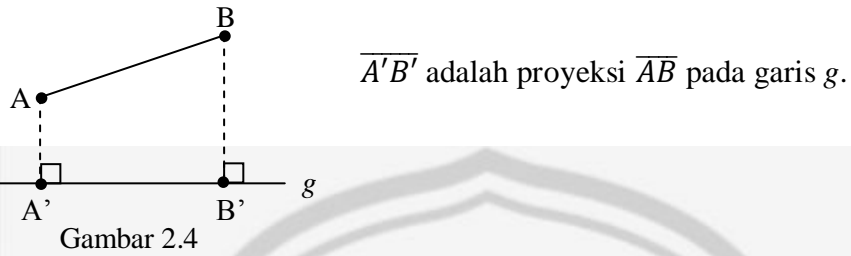 B
A'B' adalah proyeksi AB pada garis g.
A
g
A’ B’
Gambar 2.4